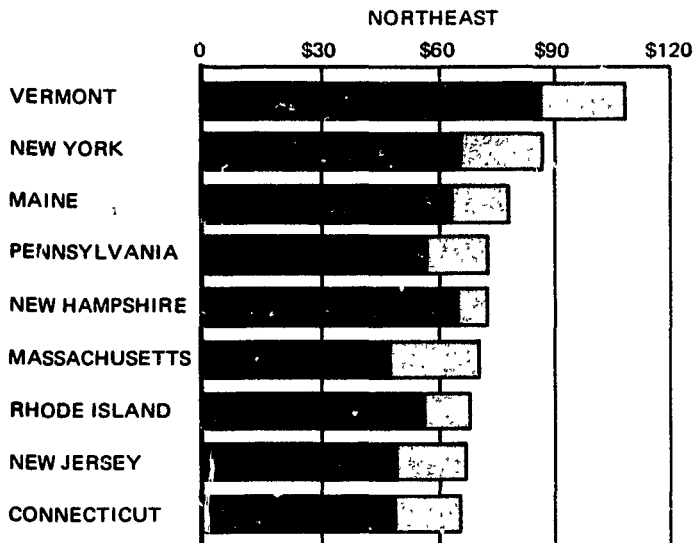 NORTHEAST
0 $30 $60 $90 $120
VERMONT
NEW YORK
MAINE
PENNSYLVANIA
NEW HAMPSHIRE
MASSACHUSETTS
RHODE ISLAND
NEW JERSEY
CONNECTICUT